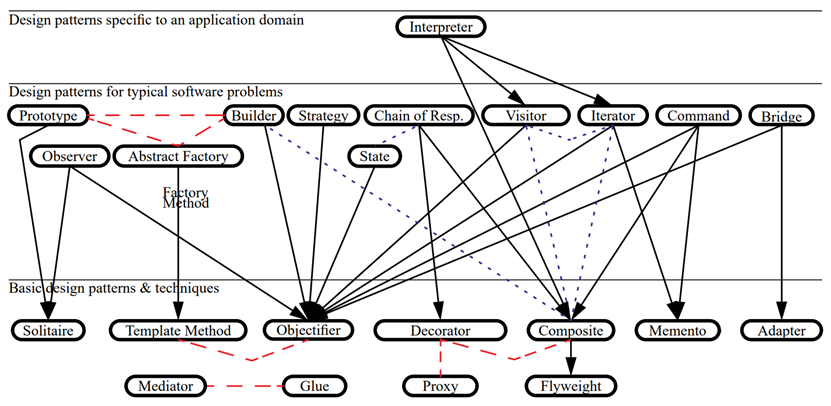 Design patterns specific to an application domain
Interpreter
Design patterns for typical software problems
Prototype Builder Strategy Chain of Resp. Visitor Iterator Command Bridge
Observer Abstract Factory State
Factory
Method
Basic design patterns & techniques
Solitaire Template Method Objectifier Decorator Composite Memento Adapter
Mediator Glue Proxy Flyweight